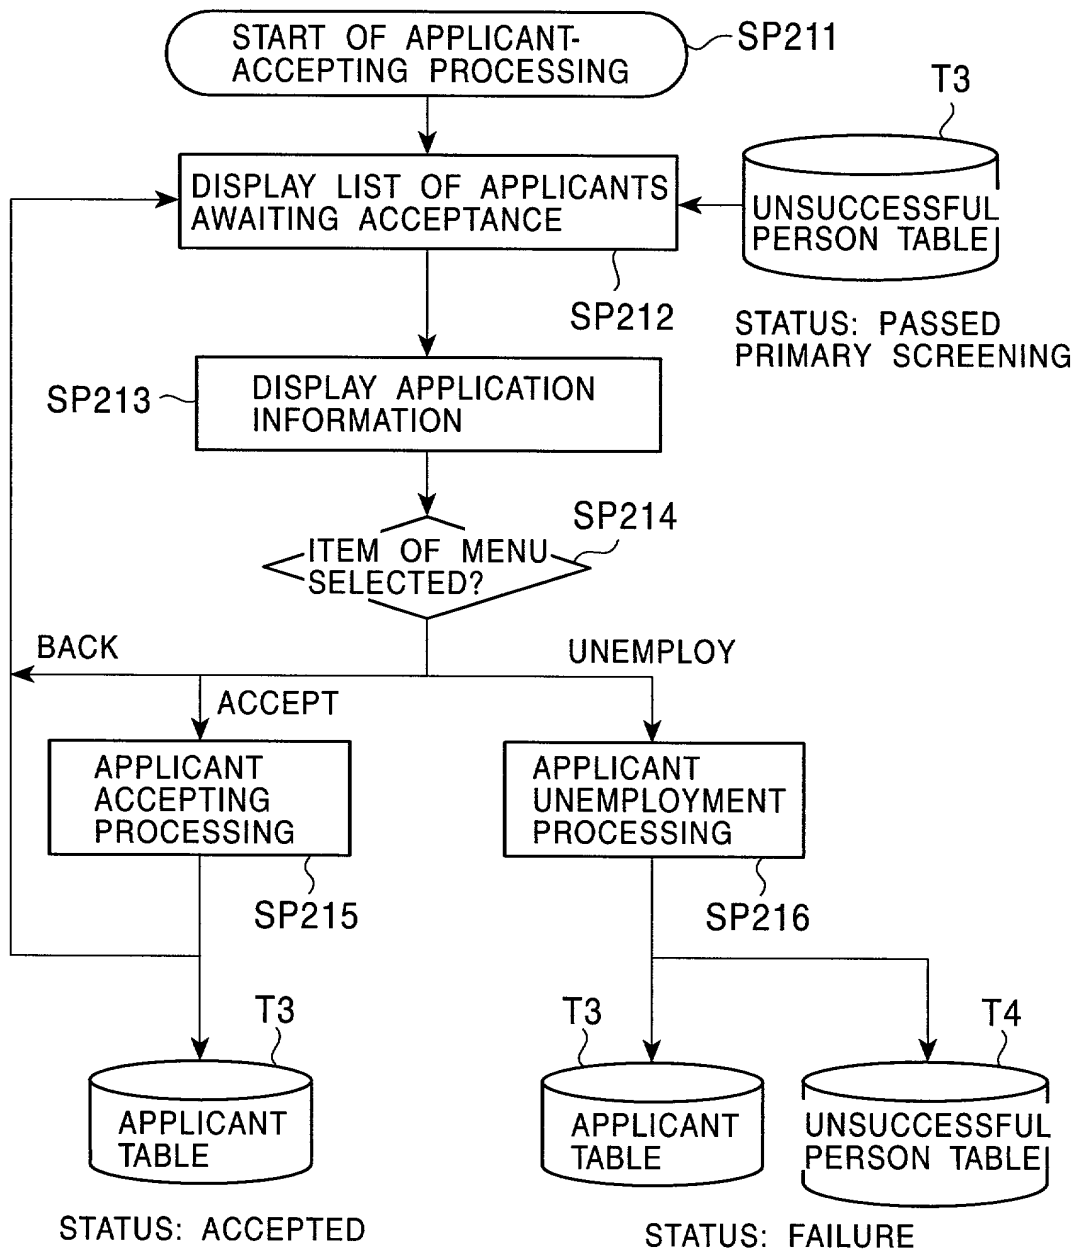 START OF APPLICANT-
ACCEPTING PROCESSING
SP211
T3
DISPLAY LIST OF APPLICANTS
AWAITING ACCEPTANCE
UNSUCCESSFUL
PERSON TABLE
SP212
STATUS: PASSED
PRIMARY SCREENING
SP213
DISPLAY APPLICATION
INFORMATION
SP214
ITEM OF MENU
SELECTED?
BACK
UNEMPLOY
ACCEPT
APPLICANT
ACCEPTING
PROCESSING
APPLICANT
UNEMPLOYMENT
PROCESSING
SP215
SP216
T3
T3
T4
APPLICANT
TABLE
APPLICANT
TABLE
UNSUCCESSFUL
PERSON TABLE
STATUS: ACCEPTED
STATUS: FAILURE